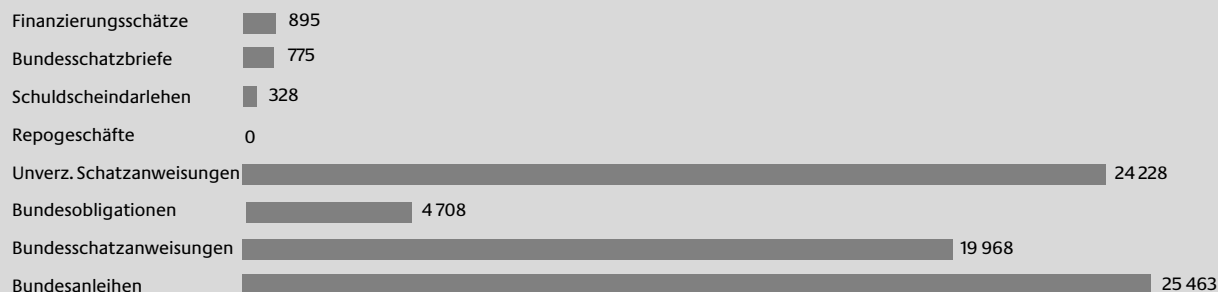 Finanzierungsschätze 895
Bundesschatzbriefe 775
Schuldscheindarlehen 328
Repogeschäfte 0
Unverz. Schatzanweisungen 24 228
Bundesobligationen 4 708
Bundesschatzanweisungen 19 968
Bundesanleihen 25 463